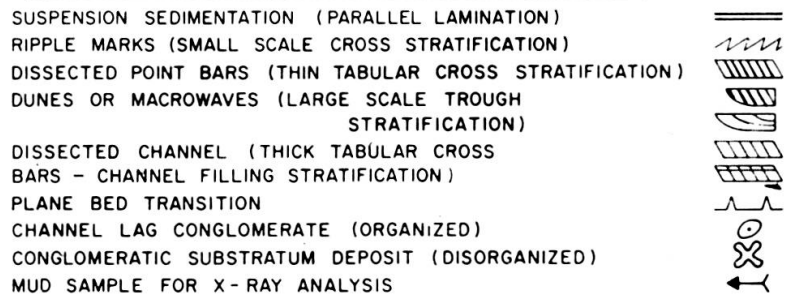 SUSPENSION SEDIMENTATION (PARALLEL LAMINATION)
RIPPLE MARKS (SMALL SCALE CROSS STRATIFICATION)
DISSECTED POINT BARS (THIN TABULAR CROSS STRATIFICATION)
DUNES OR MACROWAVES (LARGE SCALE TROUGH
STRATIFICATION)
DISSECTED CHANNEL (THICK TABULAR CROSS
BARS - CHANNEL FILLING STRATIFICATION)
PLANE BED TRANSITION
CHANNEL LAG CONGLOMERATE (ORGANIZED)
CONGLOMERATIC SUBSTRATUM DEPOSIT (DISORGANIZED)
MUD SAMPLE FOR X-RAY ANALYSIS